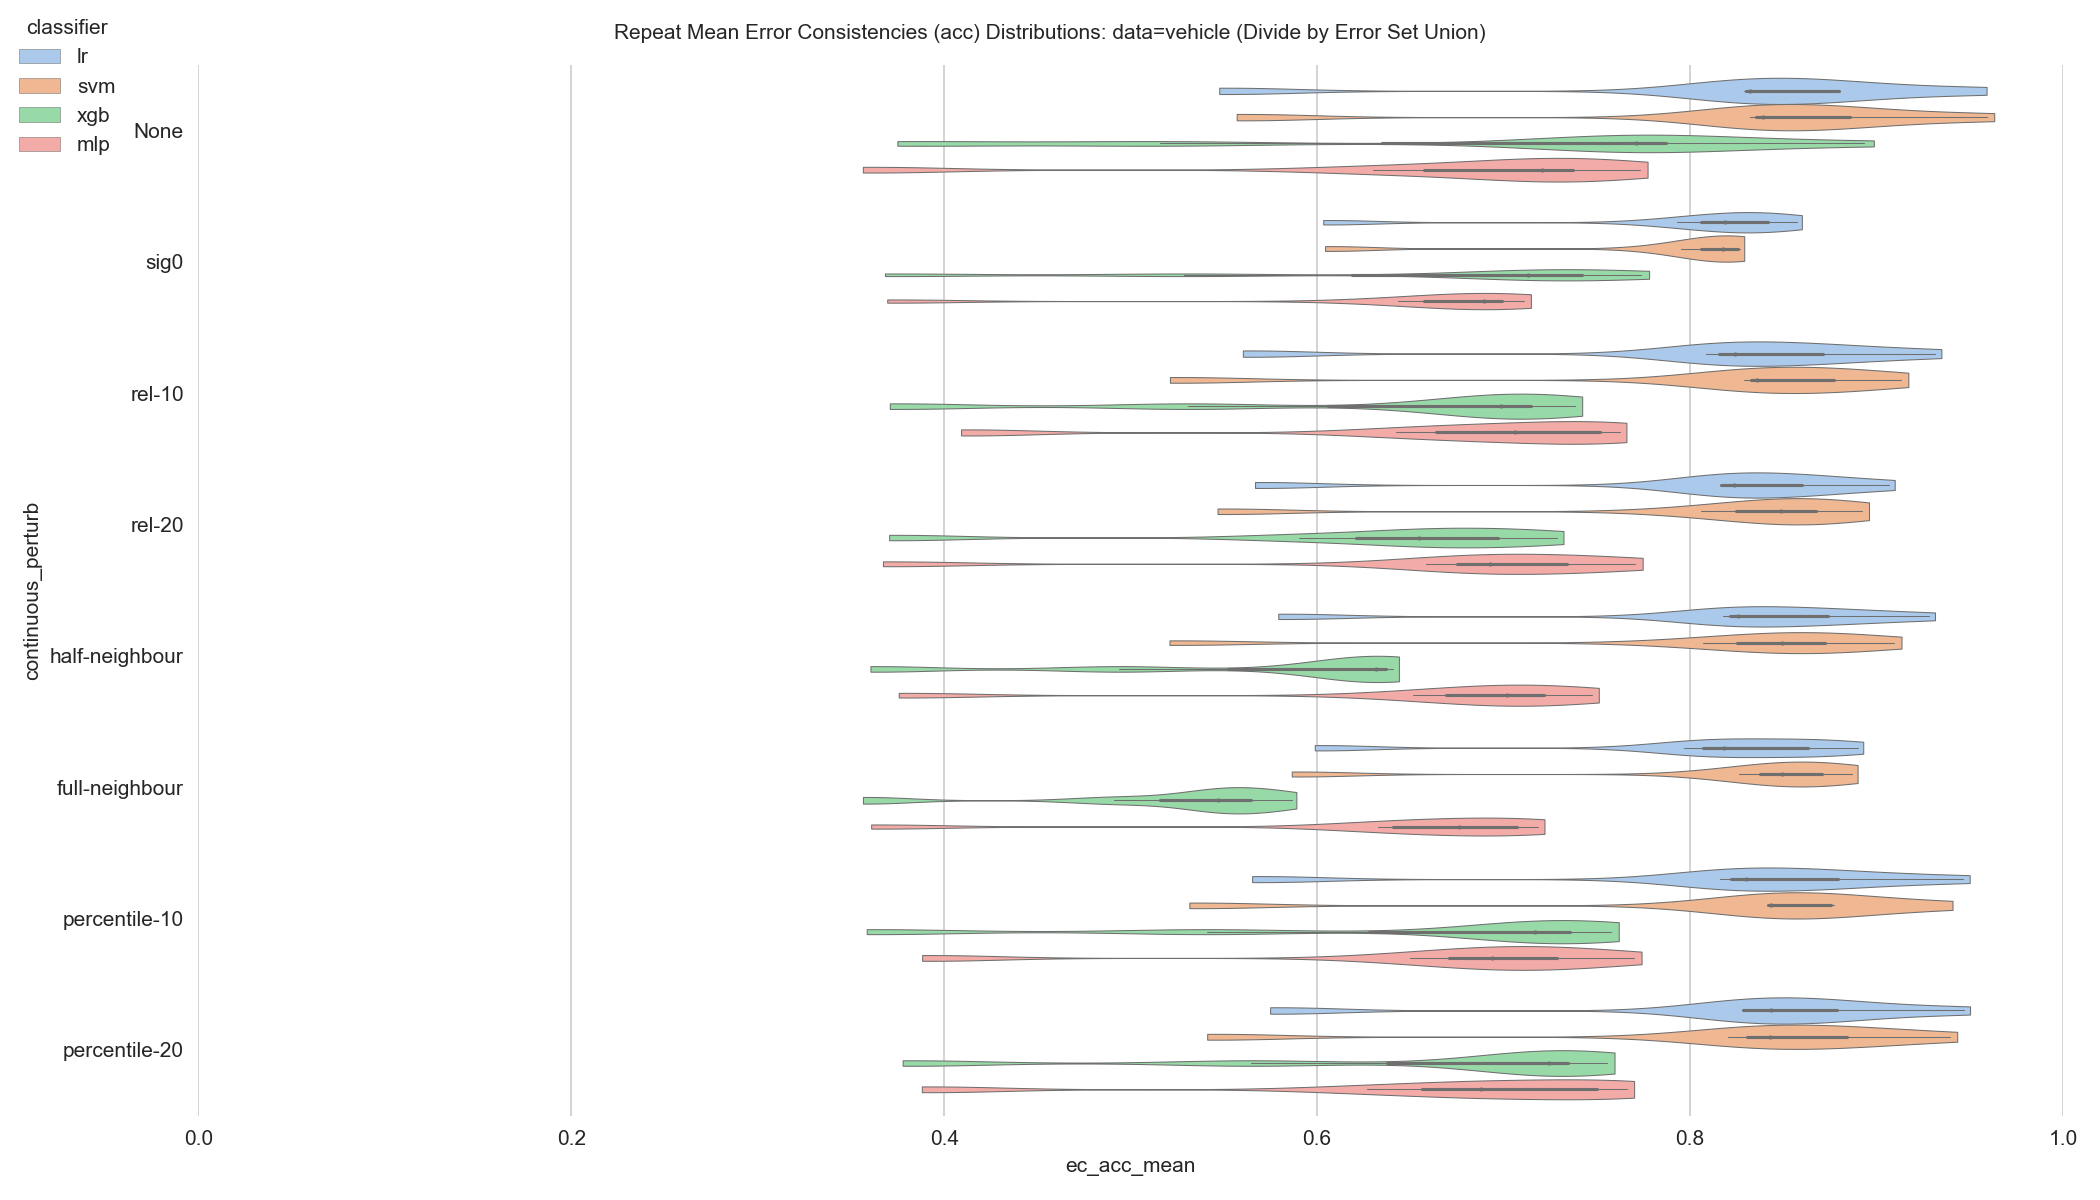 Repeat Mean Error Consistencies (acc) Distributions: data=vehicle (Divide by Error Set Union)
classifier
lr
svm
xgb
mlp
continuous_perturb
None
sig0
rel-10
rel-20
half-neighbour
full-neighbour
percentile-10
percentile-20
0.0 0.2 0.4 0.6 0.8 1.0
ec_acc_mean